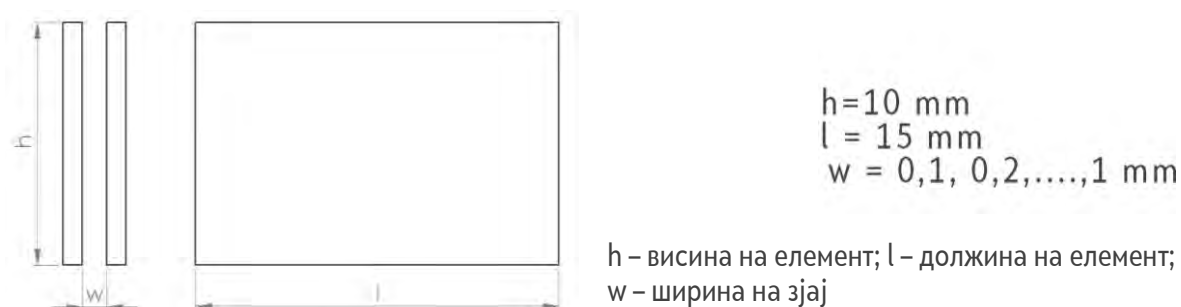 h
w
l
h=10 mm
l = 15 mm
w = 0,1, 0,2,....,1 mm
h – висина на елемент; l – должина на елемент;
w – ширина на зјај